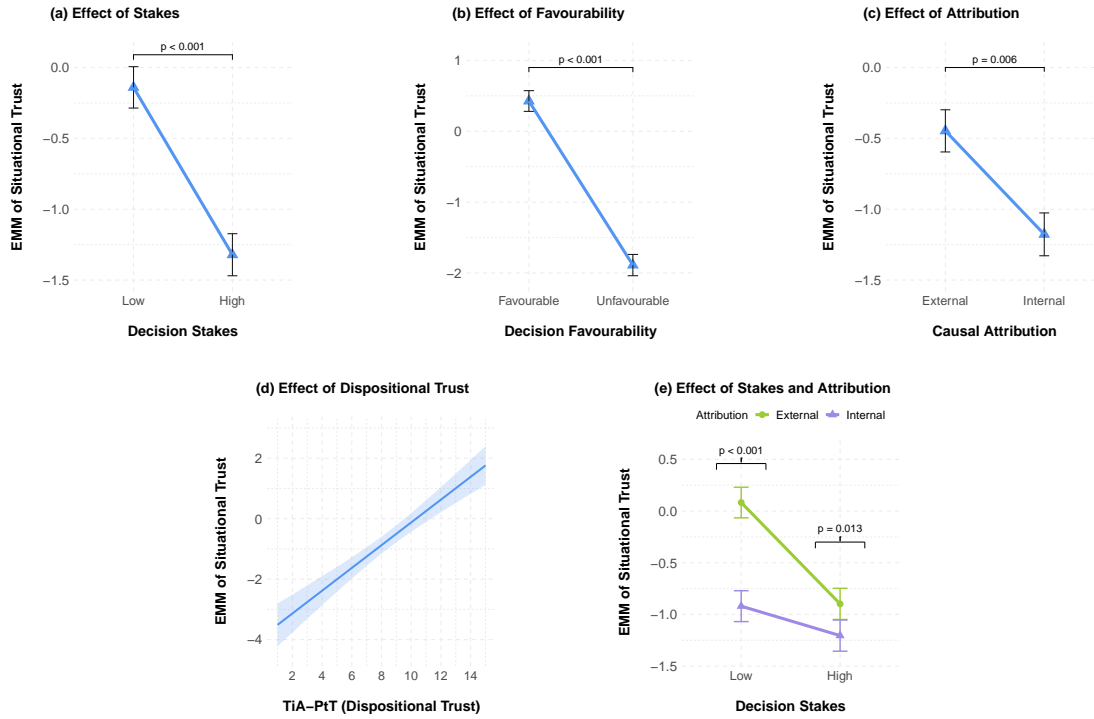 (a) Effect of Stakes
p < 0.001
0.0
−0.5
−1.0
−1.5
EMM of Situational Trust
Low High
Decision Stakes
(b) Effect of Favourability
p < 0.001
1
0
−1
−2
EMM of Situational Trust
Favourable Unfavourable
Decision Favourability
(c) Effect of Attribution
p = 0.006
0.0
−0.5
−1.0
−1.5
EMM of Situational Trust
External Internal
Causal Attribution
(d) Effect of Dispositional Trust
2
0
−2
−4
EMM of Situational Trust
2 4 6 8 10 12 14
TiA−PtT (Dispositional Trust)
(e) Effect of Stakes and Attribution
Attribution External Internal
p < 0.001
p = 0.013
0.5
0.0
−0.5
−1.0
−1.5
EMM of Situational Trust
Low High
Decision Stakes